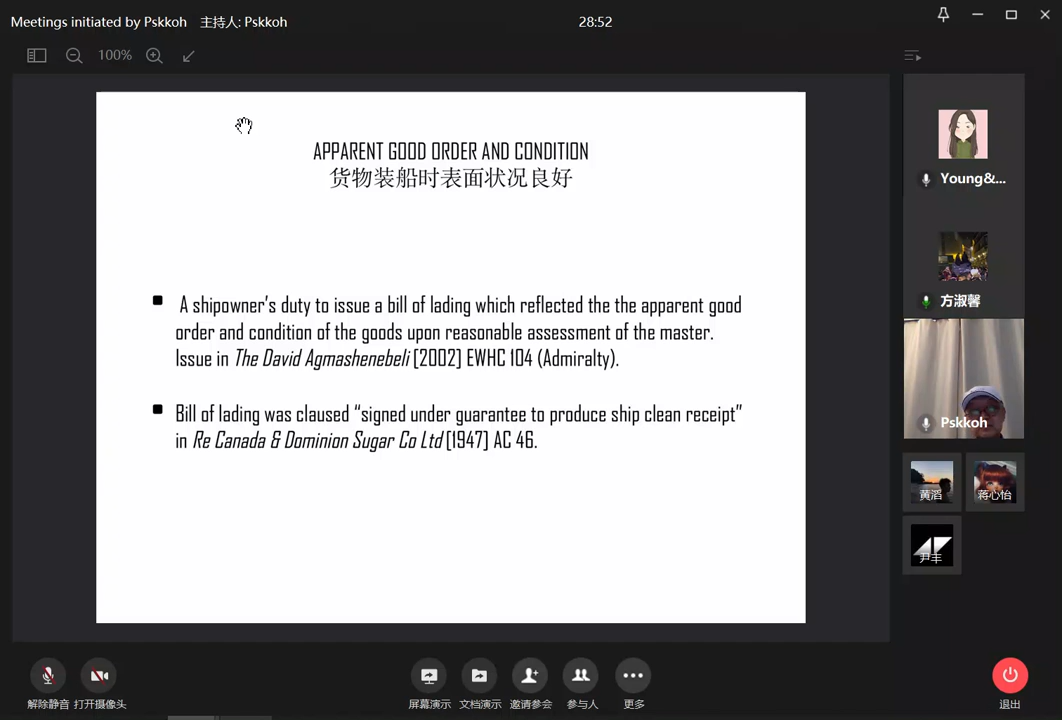 Meetings initiated by Pskkoh 主持人: Pskkoh
28:52
100%
APPARENT GOOD ORDER AND CONDITION
货物装船时表面状况良好
A shipowner's duty to issue a bill of lading which reflected the the apparent good
order and condition of the goods upon reasonable assessment of the master.
Issue in The David Agmashenebeli [2002] EWHC 104 (Admiralty).
Bill of lading was claused “signed under guarantee to produce ship clean receipt”
in Re Canada & Dominion Sugar Co Ltd [1947] AC 46.
Young&...
方淑馨
Pskkoh
黄滔
蒋心怡
尹丰
解除静音
打开摄像头
屏幕演示
文档演示
邀请参会
参与人
更多
退出